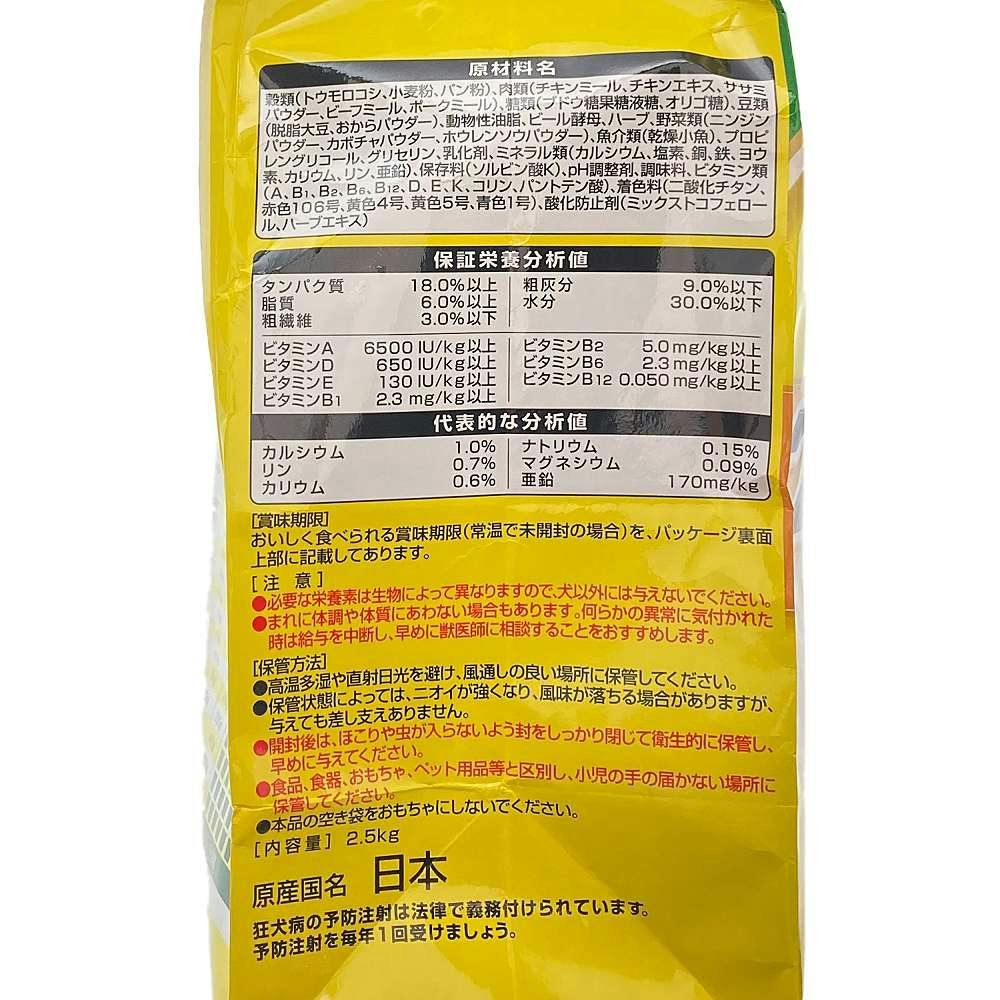 原材料名
穀類(トウモロコシ、小麦粉、パン粉)、肉類(チキンミール、チキンエキス、ササミ
パウダー、ビーフミール、ポークミール)、糖類(ブドウ糖果糖液糖、オリゴ糖)、豆類
(脱脂大豆、おからパウダー)、動物性油脂、ビール酵母、ハーブ、野菜類(ニンジン
パウダー、カボチャパウダー、ホウレンソウパウダー)、魚介類(乾燥小魚)、プロピ
レングリコール、グリセリン、乳化剤、ミネラル類(カルシウム、塩素、銅、鉄、ヨウ
素、カリウム、リン、亜鉛)、保存料(ソルビン酸K)、pH調整剤、調味料、ビタミン類
(A、B1、B2、B6、B12、D、E、K、コリン、パントテン酸)、着色料(二酸化チタン、
赤色106号、黄色4号、黄色5号、青色1号)、酸化防止剤(ミックストコフェロー
ル、ハーブエキス)
保証栄養分析値
タンパク質 18.0%以上 粗灰分 9.0%以下
脂質 6.0%以上 水分 30.0%以下
粗繊維 3.0%以下
ビタミンA 6500 IU/kg以上 ビタミンB2 5.0mg/kg以上
ビタミンD 650 IU/kg以上 ビタミンB6 2.3mg/kg以上
ビタミンE 130 IU/kg以上 ビタミンB12 0.050mg/kg以上
ビタミンB1 2.3 mg/kg以上
代表的な分析値
カルシウム 1.0% ナトリウム 0.15%
リン 0.7% マグネシウム 0.09%
カリウム 0.6% 亜鉛 170mg/kg
[賞味期限]
おいしく食べられる賞味期限(常温で未開封の場合)を、パッケージ裏面
上部に記載してあります。
[注 意]
●必要な栄養素は生物によって異なりますので、犬以外には与えないでください。
●まれに体調や体質にあわない場合もあります。何らかの異常に気付かれた
時は給与を中断し、早めに獣医師に相談することをおすすめします。
[保管方法]
●高温多湿や直射日光を避け、風通しの良い場所に保管してください。
●保管状態によっては、ニオイが強くなり、風味が落ちる場合がありますが、
与えても差し支えありません。
●開封後は、ほこりや虫が入らないよう封をしっかり閉じて衛生的に保管し、
早めに与えてください。
●食品、食器、おもちゃ、ペット用品等と区別し、小児の手の届かない場所に
保管してください。
●本品の空き袋をおもちゃにしないでください。
[内容量] 2.5kg
原産国名 日本
狂犬病の予防注射は法律で義務付けられています。
予防注射を毎年1回受けましょう。